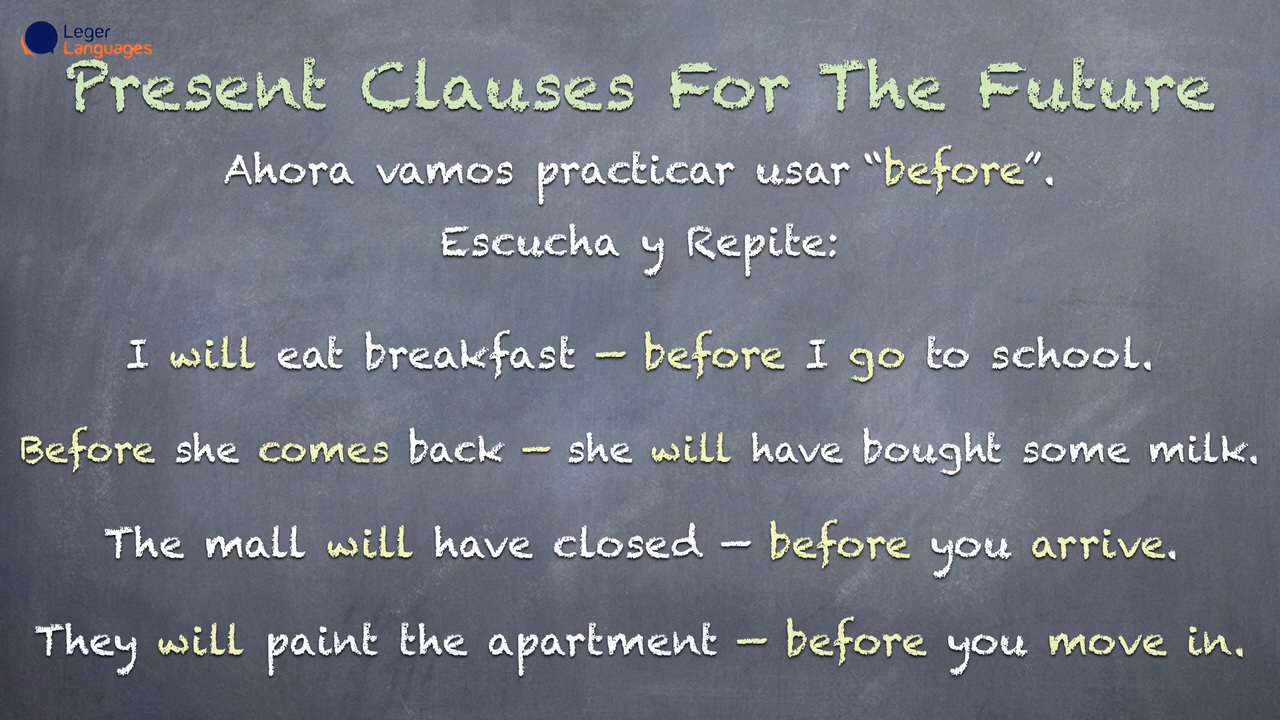 Leger
Languages
Present Clauses For The Future
Ahora vamos practicar usar “before”.
Escucha y Repite:
I will eat breakfast – before I go to school.
Before she comes back – she will have bought some milk.
The mall will have closed – before you arrive.
They will paint the apartment – before you move in.